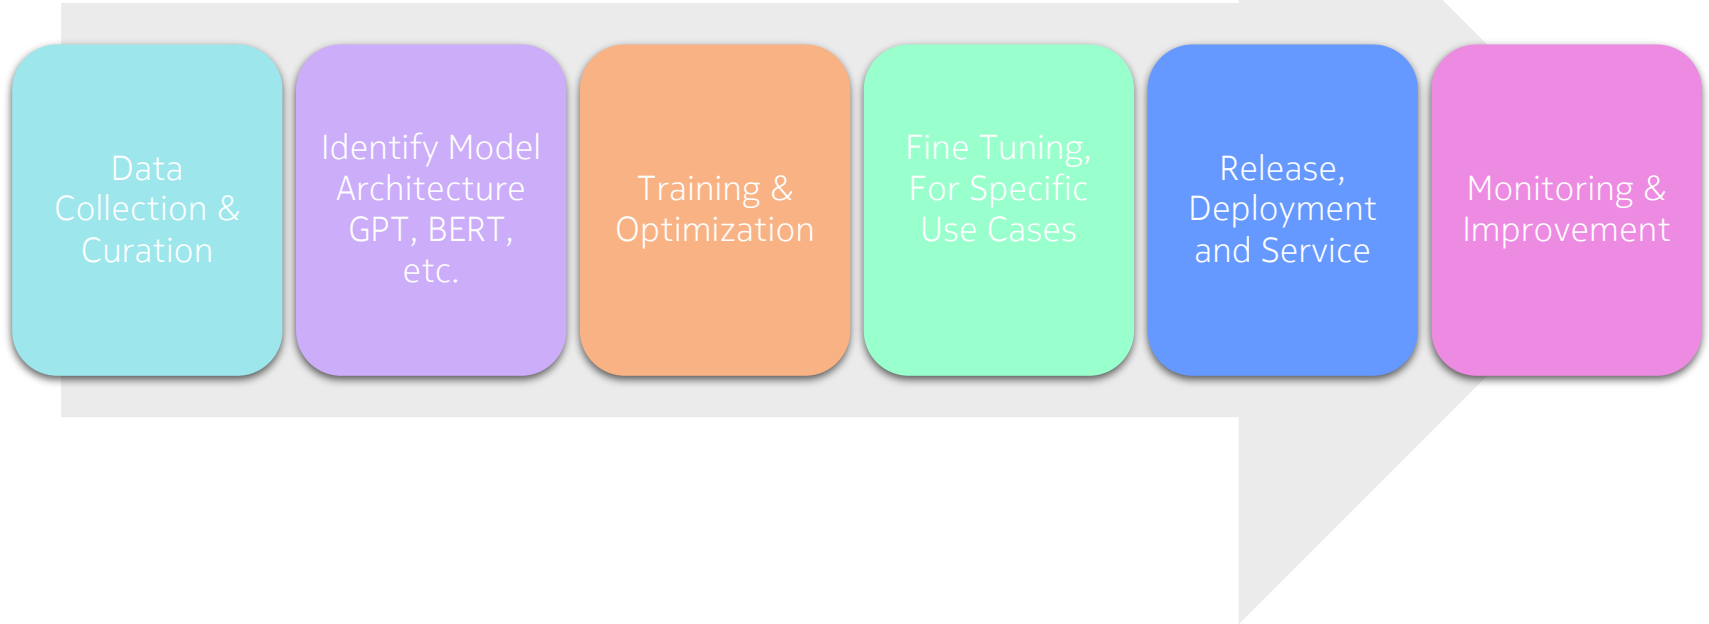 Data
Collection &
Curation
Identify Model
Architecture
GPT, BERT,
etc.
Training &
Optimization
Fine Tuning,
For Specific
Use Cases
Release,
Deployment
and Service
Monitoring &
Improvement